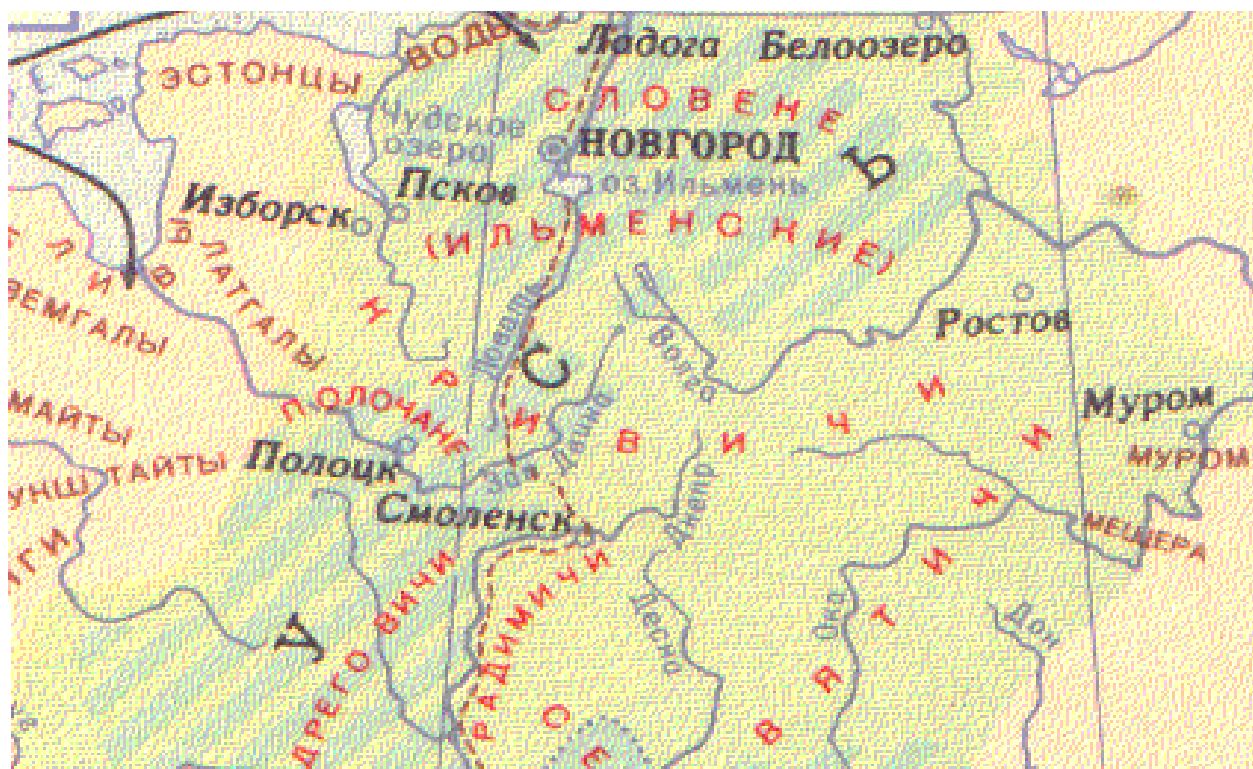 ВОДЬ
Ладога
Белоозеро
ЭСТОНЦЫ
СЛОВЕНЕ
Чудское
озеро
НОВГОРОД
оз. Ильмень
Псков
Изборск
(ИЛЬМЕНСКИЕ)
Ь
ЛАТГАЛЫ
ЗЕМГАЛЫ
Ловать
С
Волга
Ростов
ПОЛОЧАНЕ
КРИВИЧИ
Муром
МУРОМ
МАЙТЫ
Полоцк
Зап. Двина
УНШТАЙТЫ
Смоленск
Днепр
МЕЩЕРА
ДРЕГОВИЧИ
РАДИМИЧИ
Десна
Ока
ВЯТИЧИ
Дон
У